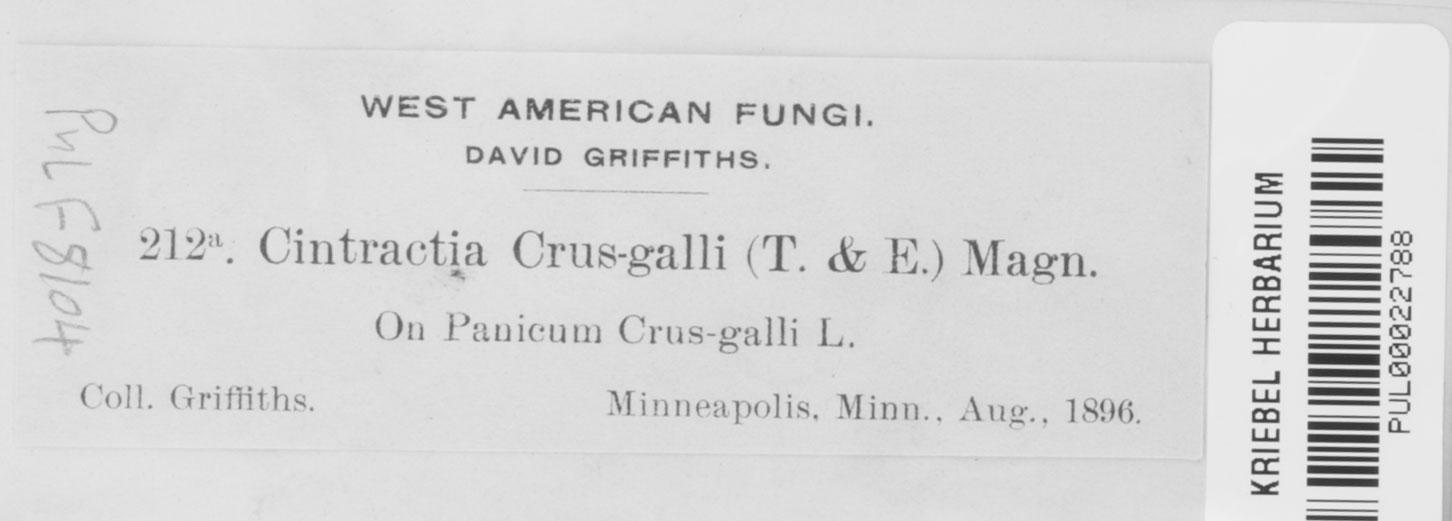 WEST AMERICAN FUNGI.
DAVID GRIFFITHS.
212ᵃ. Cintractia Crus-galli (T. & E.) Magn.
On Panicum Crus-galli L.
Coll. Griffiths.
Minneapolis, Minn., Aug., 1896.
PUL F8104
KRIEBEL HERBARIUM
PUL00022788